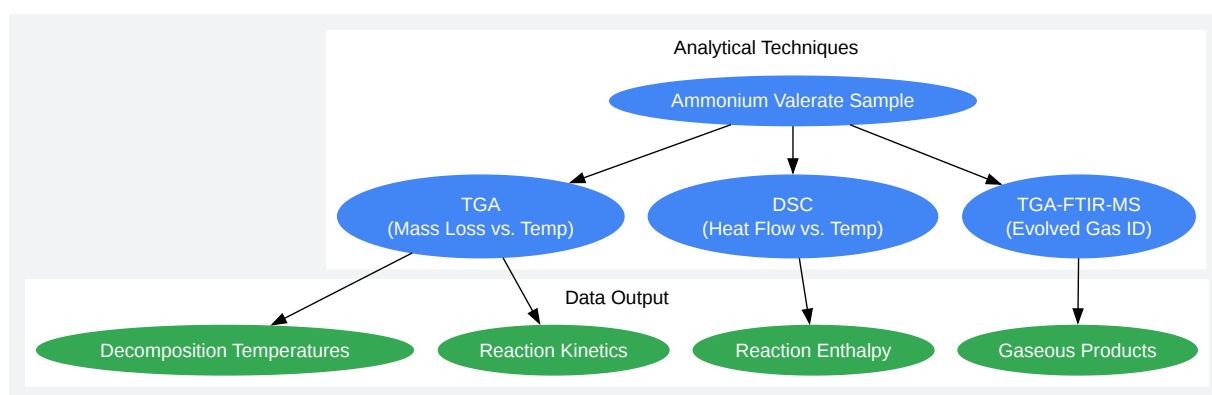 Analytical Techniques
Ammonium Valerate Sample
TGA
(Mass Loss vs. Temp)
DSC
(Heat Flow vs. Temp)
TGA-FTIR-MS
(Evolved Gas ID)
Data Output
Decomposition Temperatures
Reaction Kinetics
Reaction Enthalpy
Gaseous Products